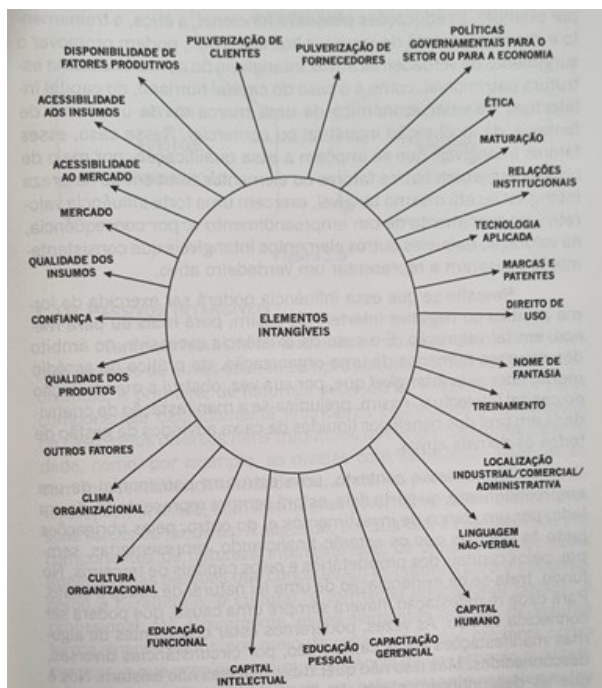 POLÍTICAS
GOVERNAMENTAIS PARA O
SETOR OU PARA A ECONOMIA
PULVERIZAÇÃO DE
CLIENTES
PULVERIZAÇÃO DE
FORNECEDORES
DISPONIBILIDADE DE
FATORES PRODUTIVOS
ACESSIBILIDADE
AOS INSUMOS
ACESSIBILIDADE
AO MERCADO
MERCADO
QUALIDADE DOS
INSUMOS
CONFIANÇA
QUALIDADE DOS
PRODUTOS
OUTROS FATORES
CLIMA
ORGANIZACIONAL
CULTURA
ORGANIZACIONAL
EDUCAÇÃO
FUNCIONAL
CAPITAL
INTELECTUAL
EDUCAÇÃO
PESSOAL
CAPACITAÇÃO
GERENCIAL
CAPITAL
HUMANO
LINGUAGEM
NÃO-VERBAL
LOCALIZAÇÃO
INDUSTRIAL/COMERCIAL/
ADMINISTRATIVA
TREINAMENTO
NOME DE
FANTASIA
DIREITO DE
USO
MARCAS E
PATENTES
TECNOLOGIA
APLICADA
RELAÇÕES
INSTITUCIONAIS
MATURAÇÃO
ÉTICA
ELEMENTOS
INTANGÍVEIS